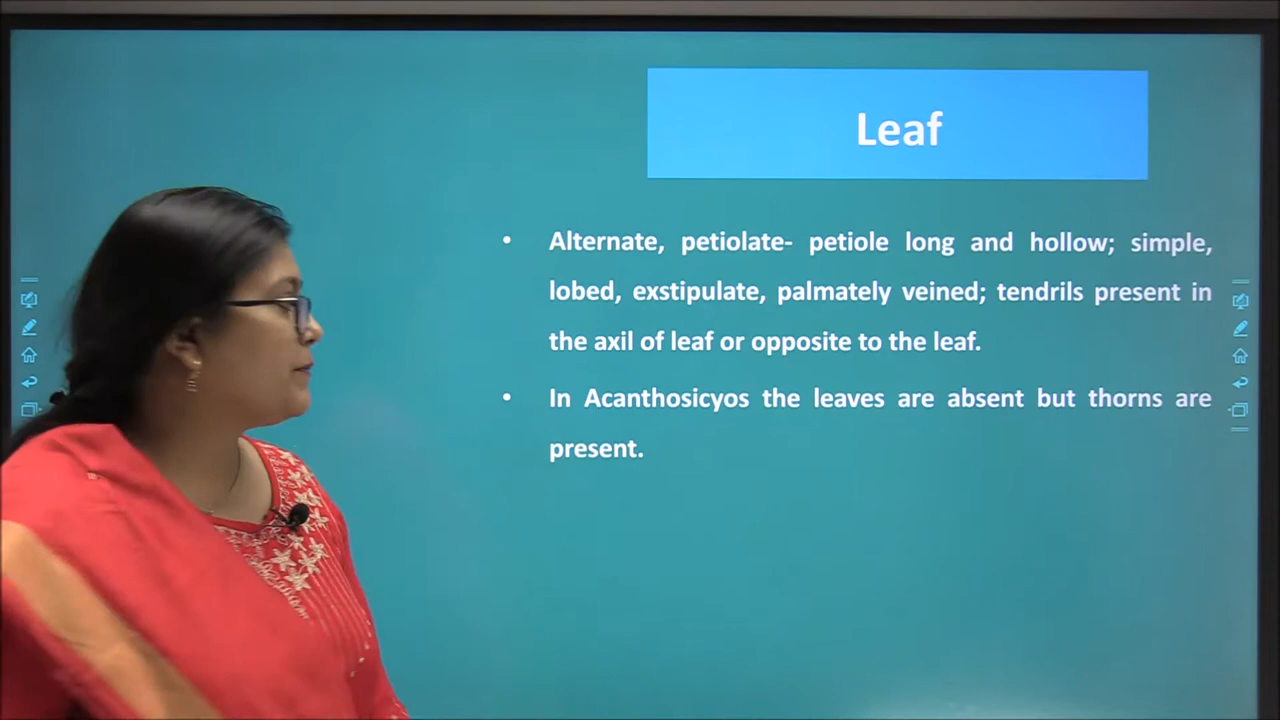 Leaf
• Alternate, petiolate- petiole long and hollow; simple,
lobed, exstipulate, palmately veined; tendrils present in
the axil of leaf or opposite to the leaf.
• In Acanthosicyos the leaves are absent but thorns are
present.